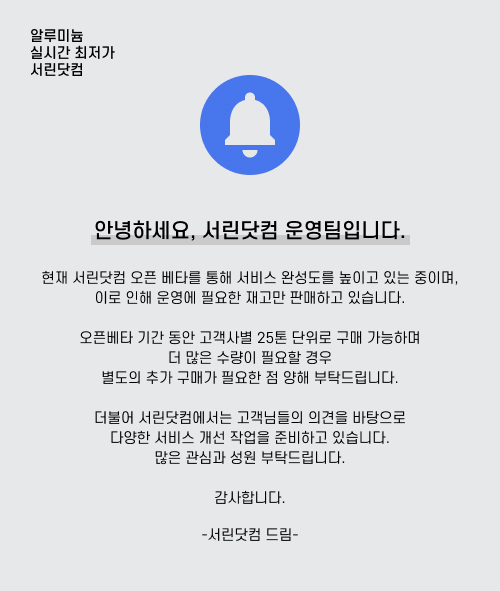 알루미늄
실시간 최저가
서린닷컴
안녕하세요, 서린닷컴 운영팀입니다.
현재 서린닷컴 오픈 베타를 통해 서비스 완성도를 높이고 있는 중이며,
이로 인해 운영에 필요한 재고만 판매하고 있습니다.
오픈베타 기간 동안 고객사별 25톤 단위로 구매 가능하며
더 많은 수량이 필요할 경우
별도의 추가 구매가 필요한 점 양해 부탁드립니다.
더불어 서린닷컴에서는 고객님들의 의견을 바탕으로
다양한 서비스 개선 작업을 준비하고 있습니다.
많은 관심과 성원 부탁드립니다.
감사합니다.
-서린닷컴 드림-